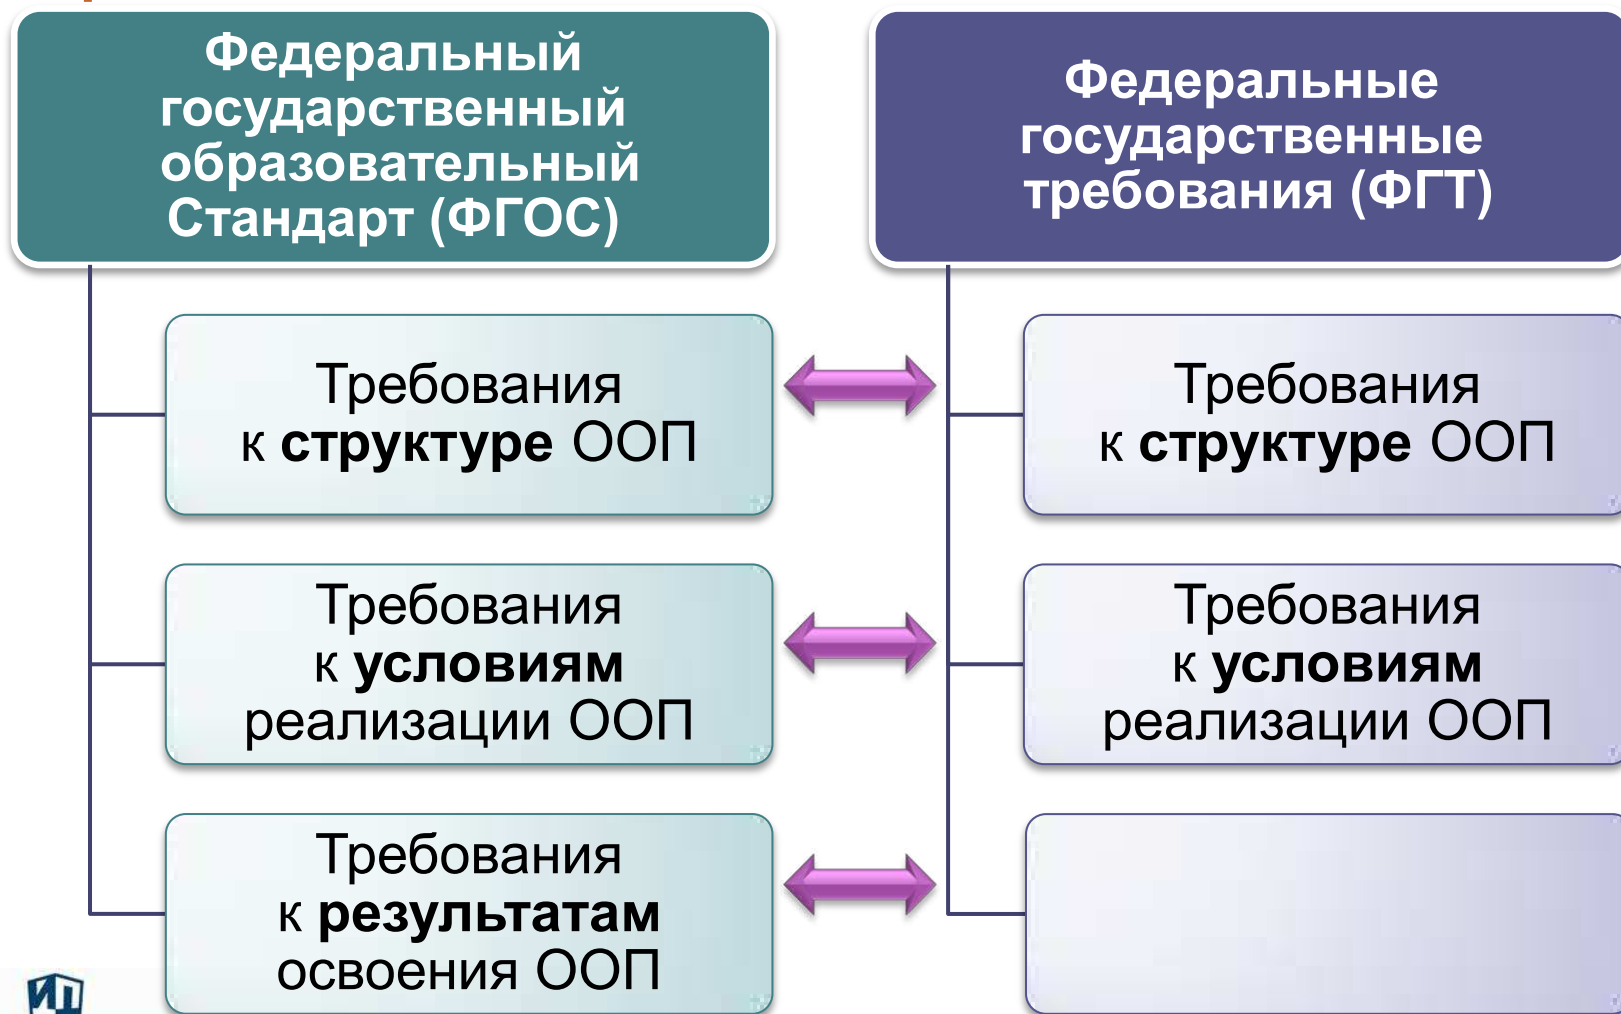 Федеральный
государственный
образовательный
Стандарт (ФГОС)
Требования
к структуре ООП
Требования
к условиям
реализации ООП
Требования
к результатам
освоения ООП
Федеральные
государственные
требования (ФГТ)
Требования
к структуре ООП
Требования
к условиям
реализации ООП